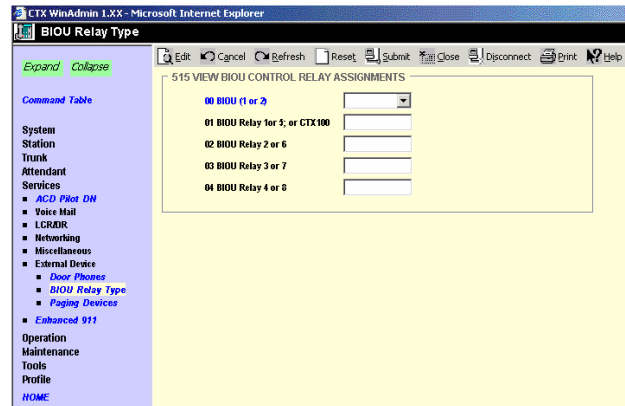 CTX WinAdmin 1.XX - Microsoft Internet Explorer
BIOU Relay Type
Expand Collapse
Command Table
System
Station
Trunk
Attendant
Services
ACD Pilot DN
Voice Mail
LCR/DR
Networking
Miscellaneous
External Device
Door Phones
BIOU Relay Type
Paging Devices
Enhanced 911
Operation
Maintenance
Tools
Profile
HOME
Edit Cancel Refresh Reset Submit Close Disconnect Print Help
515 VIEW BIOU CONTROL RELAY ASSIGNMENTS
00 BIOU (1 or 2)
01 BIOU Relay 1or 5; or CTX100
02 BIOU Relay 2 or 6
03 BIOU Relay 3 or 7
04 BIOU Relay 4 or 8